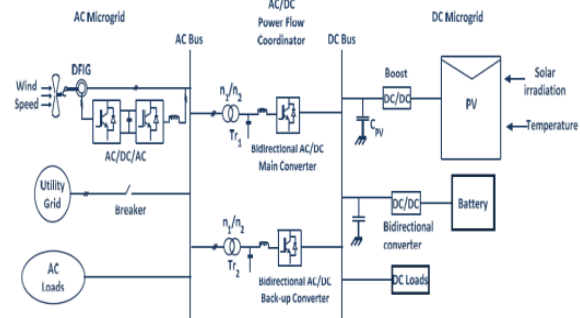 AC Microgrid
AC/DC
Power Flow
Coordinator
DC Microgrid
AC Bus
DC Bus
DFIG
Wind
Speed
AC/DC/AC
n1/n2
Tr1
Bidirectional AC/DC
Main Converter
Boost
DC/DC
CPV
PV
Solar
irradiation
Temperature
Utility
Grid
Breaker
DC/DC
Bidirectional
converter
Battery
n1/n2
Tr2
Bidirectional AC/DC
Back-up Converter
AC
Loads
DC Loads